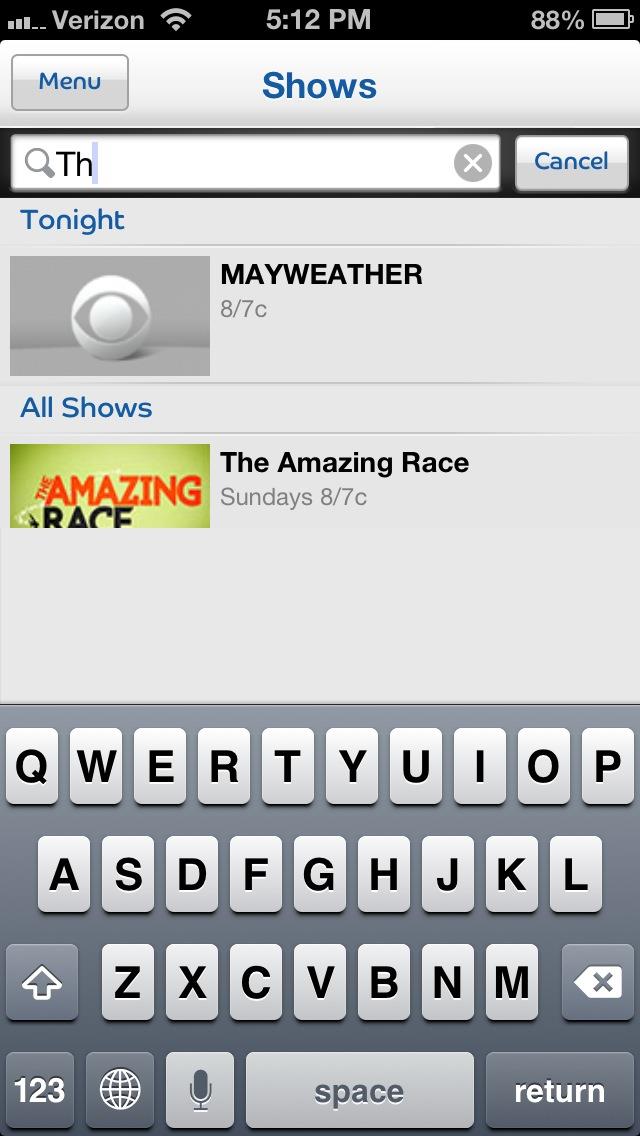 Verizon 5:12 PM 88%
Menu Shows
Th Cancel
Tonight
MAYWEATHER
8/7c
All Shows
THE AMAZING
RACE
The Amazing Race
Sundays 8/7c
Q W E R T Y U I O P
A S D F G H J K L
Z X C V B N M
123 space return